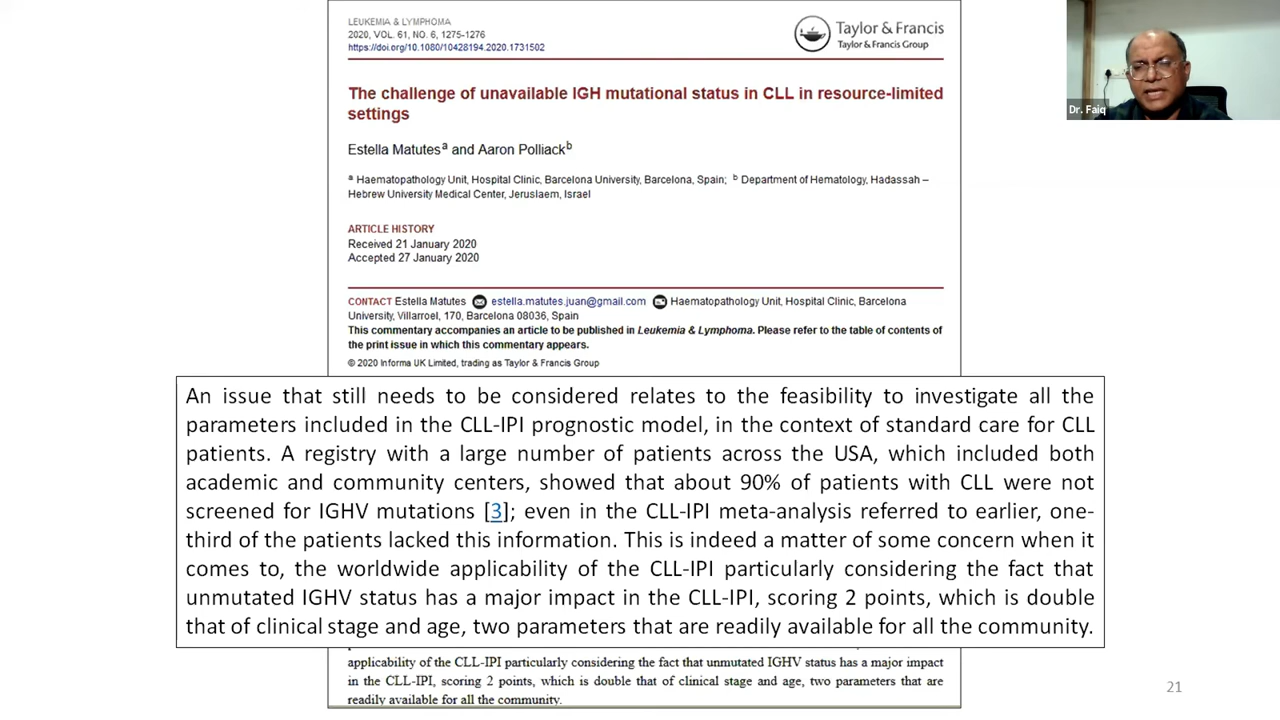 LEUKEMIA & LYMPHOMA
2020, VOL. 61, NO. 6, 1275-1276
https://doi.org/10.1080/10428194.2020.1731502
Taylor & Francis
Taylor & Francis Group
The challenge of unavailable IGH mutational status in CLL in resource-limited
settings
Estella Matutesa and Aaron Polliackb
a Haematopathology Unit, Hospital Clinic, Barcelona University, Barcelona, Spain; b Department of Hematology, Hadassah –
Hebrew University Medical Center, Jeruslaem, Israel
ARTICLE HISTORY
Received 21 January 2020
Accepted 27 January 2020
CONTACT Estella Matutes estella.matutes.juan@gmail.com Haematopathology Unit, Hospital Clinic, Barcelona
University, Villarroel, 170, Barcelona 08036, Spain
This commentary accompanies an article to be published in Leukemia & Lymphoma. Please refer to the table of contents of
the print issue in which this commentary appears.
© 2020 Informa UK Limited, trading as Taylor & Francis Group
An issue that still needs to be considered relates to the feasibility to investigate all the
parameters included in the CLL-IPI prognostic model, in the context of standard care for CLL
patients. A registry with a large number of patients across the USA, which included both
academic and community centers, showed that about 90% of patients with CLL were not
screened for IGHV mutations [3]; even in the CLL-IPI meta-analysis referred to earlier, one-
third of the patients lacked this information. This is indeed a matter of some concern when it
comes to, the worldwide applicability of the CLL-IPI particularly considering the fact that
unmutated IGHV status has a major impact in the CLL-IPI, scoring 2 points, which is double
that of clinical stage and age, two parameters that are readily available for all the community.
applicability of the CLL-IPI particularly considering the fact that unmutated IGHV status has a major impact
in the CLL-IPI, scoring 2 points, which is double that of clinical stage and age, two parameters that are
readily available for all the community.
21
Dr. Faiq